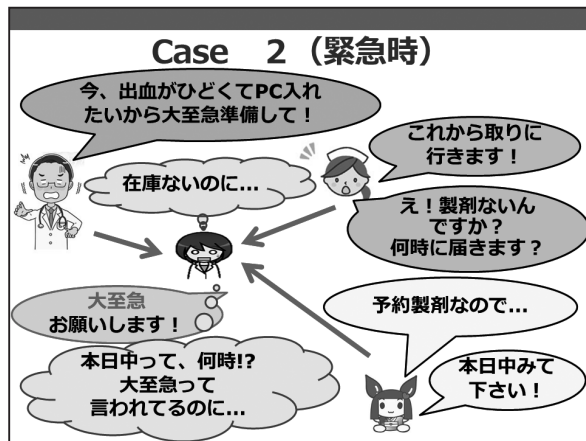 Case 2（緊急時）
今、出血がひどくてPC入れ
たいから大至急準備して！
これから取りに
行きます！
在庫ないのに…
え！製剤ないん
ですか？
何時に届きます？
大至急
お願いします！
予約製剤なので…
本日中って、何時!?
大至急って
言われてるのに…
本日中みて
下さい！